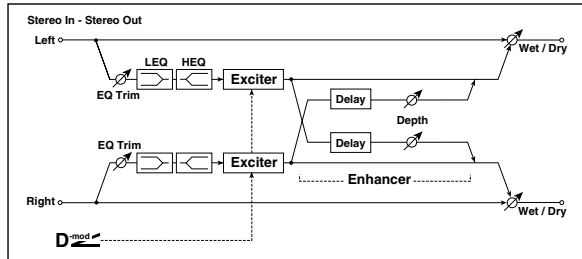 Stereo In - Stereo Out
Left
Wet / Dry
LEQ HEQ
EQ Trim
Exciter
Delay
Depth
EQ Trim
Delay
Exciter
Enhancer
Right
Wet / Dry
D-mod